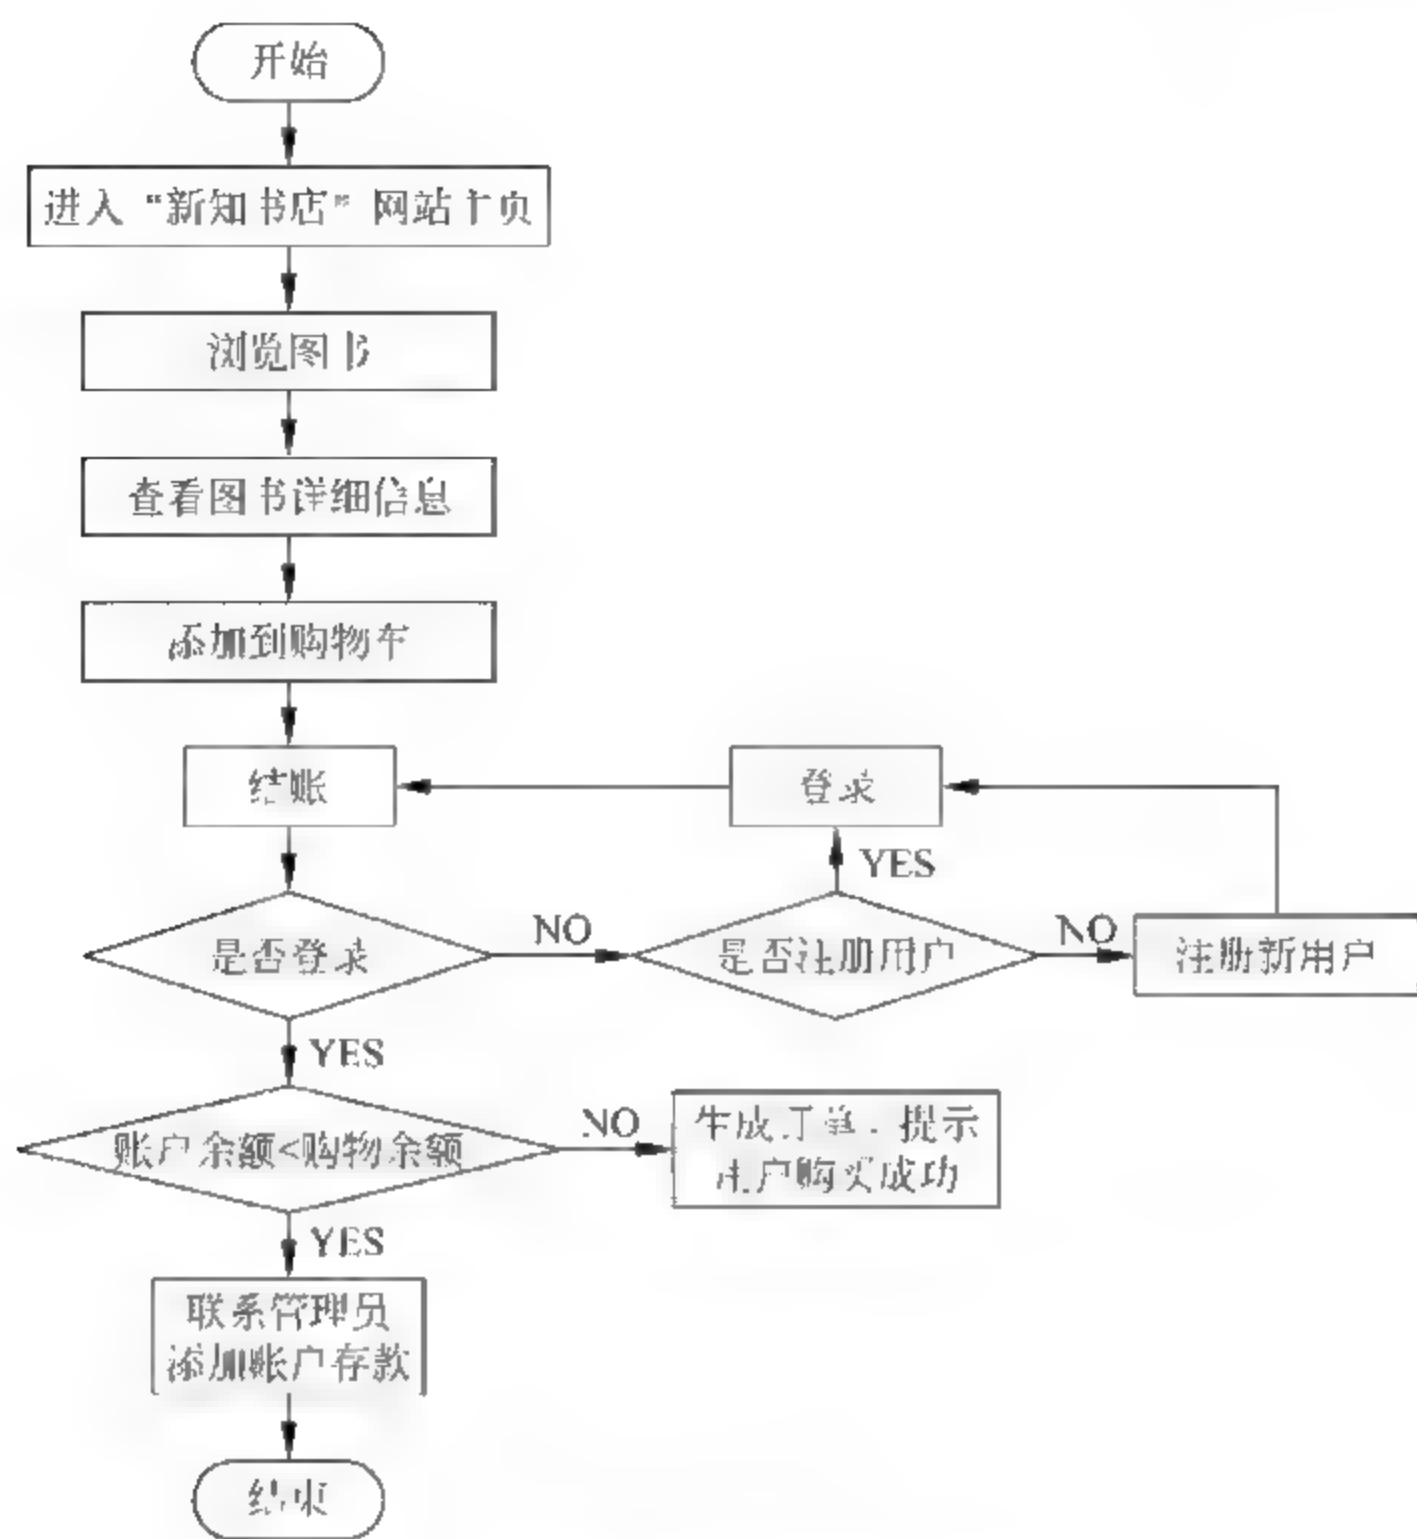 开始
进入“新知书店”网站主页
浏览图书
查看图书详细信息
添加到购物车
结账
登录
YES
是否登录
NO
是否注册用户
NO
注册新用户
YES
账户余额<购物余额
NO
生成订单，提示
用户购买成功
YES
联系管理员
添加账户存款
结束